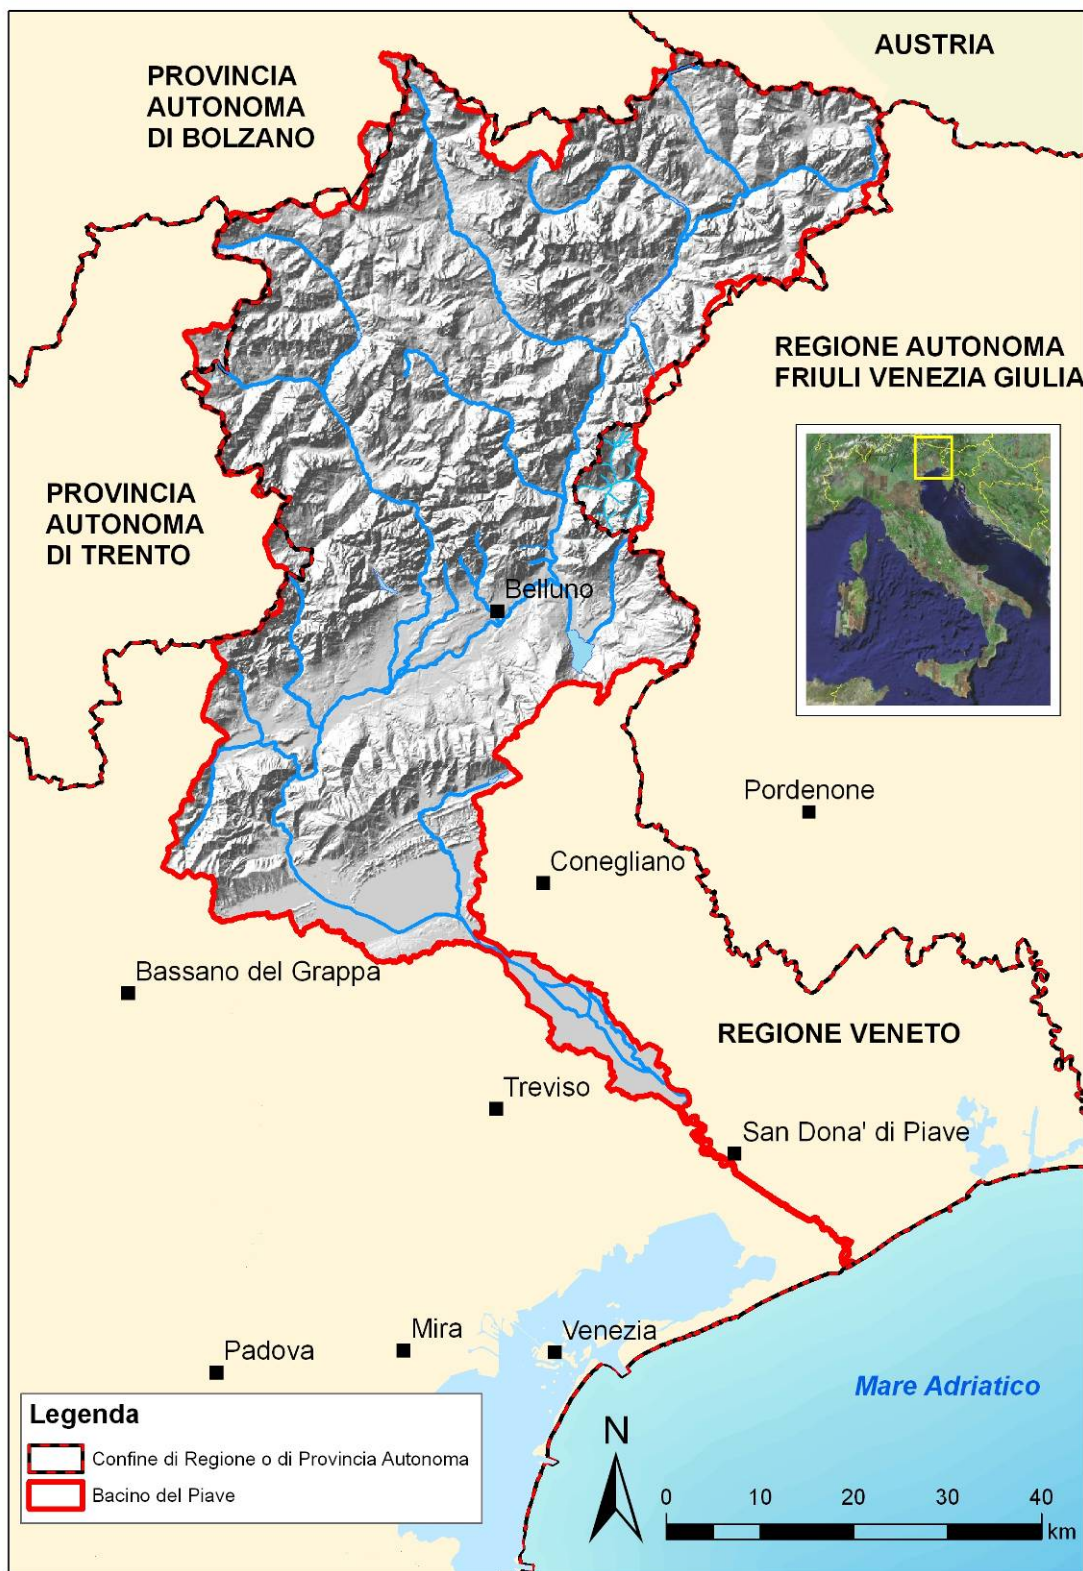 AUSTRIA
PROVINCIA
AUTONOMA
DI BOLZANO
REGIONE AUTONOMA
FRIULI VENEZIA GIULIA
PROVINCIA
AUTONOMA
DI TRENTO
Belluno
Pordenone
Conegliano
Bassano del Grappa
REGIONE VENETO
Treviso
San Dona' di Piave
Mira
Venezia
Padova
Mare Adriatico
Legenda
Confine di Regione o di Provincia Autonoma
Bacino del Piave
N
0 10 20 30 40
km